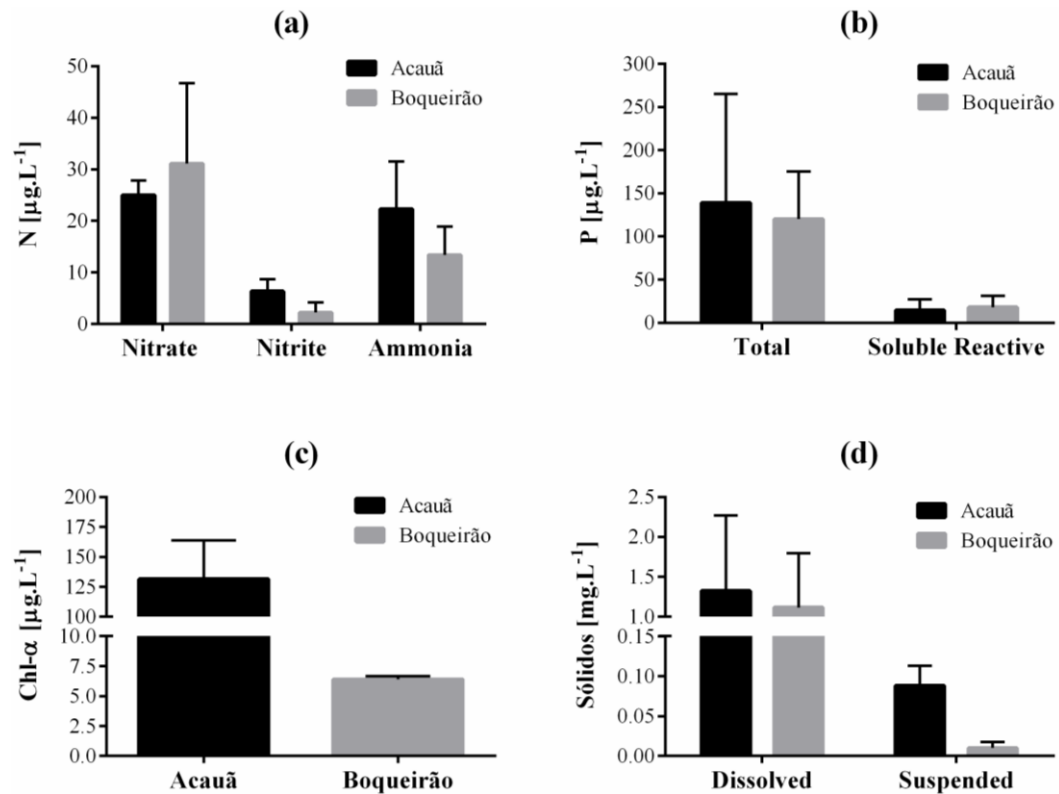 (a)
Acauã
Boqueirão
N [µg.L⁻¹]
50
40
30
20
10
0
Nitrate Nitrite Ammonia
(b)
Acauã
Boqueirão
P [µg.L⁻¹]
300
250
200
150
100
50
0
Total Soluble Reactive
(c)
Acauã
Boqueirão
Chl-α [µg.L⁻¹]
200
175
150
125
100
10.0
7.5
5.0
2.5
0.0
Acauã Boqueirão
(d)
Acauã
Boqueirão
Sólidos [mg.L⁻¹]
2.5
2.0
1.5
1.0
0.15
0.10
0.05
0.00
Dissolved Suspended